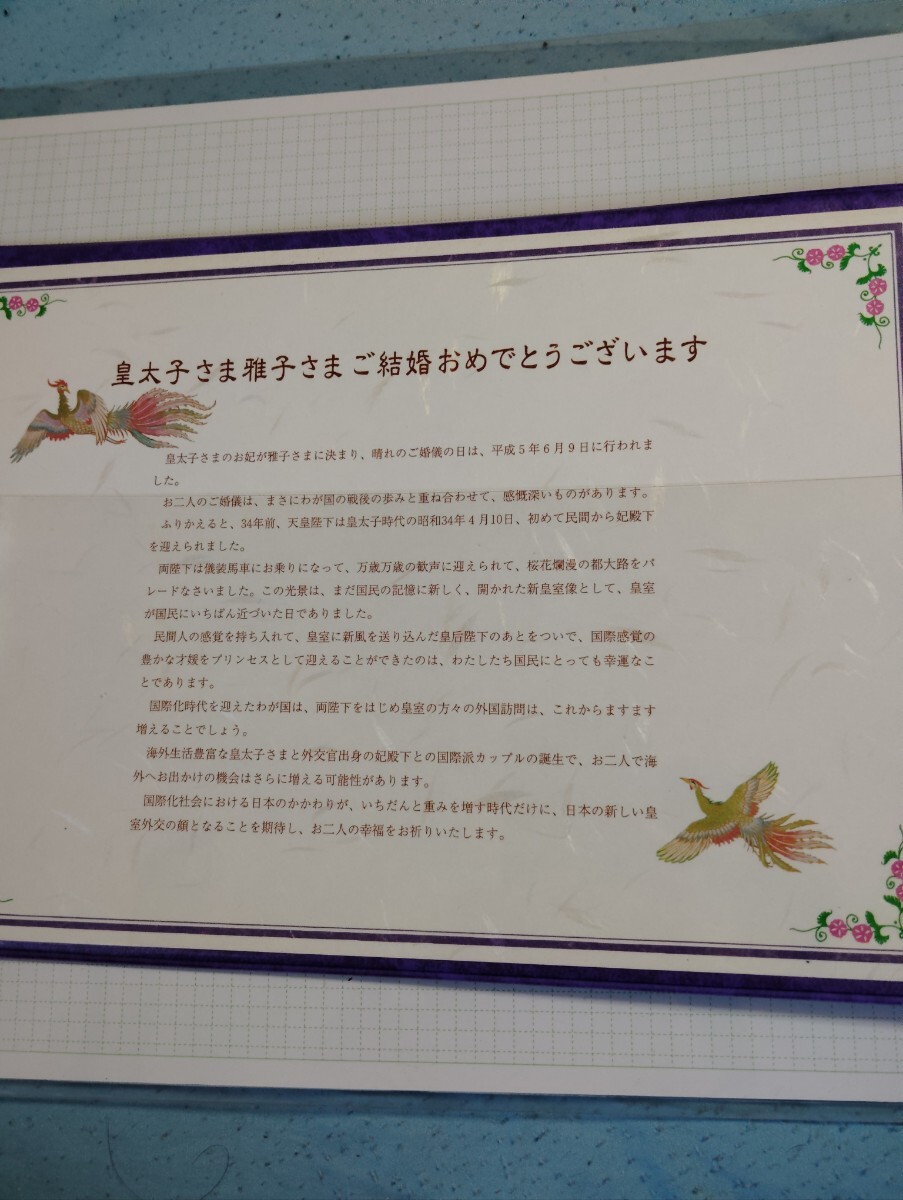 皇太子さま雅子さまご結婚おめでとうございます
皇太子さまのお妃が雅子さまに決まり、晴れのご婚儀の日は、平成5年6月9日に行われま
した。
お二人のご婚儀は、まさにわが国の戦後の歩みと重ね合わせて、感慨深いものがあります。
ふりかえると、34年前、天皇陛下は皇太子時代の昭和34年4月10日、初めて民間から妃殿下
を迎えられました。
両陛下は儀装馬車にお乗りになって、万歳万歳の歓声に迎えられて、桜花爛漫の都大路をパ
レードなさいました。この光景は、まだ国民の記憶に新しく、開かれた新皇室像として、皇室
が国民にいちばん近づいた日でありました。
民間人の感覚を持ち入れて、皇室に新風を送り込んだ皇后陛下のあとをついで、国際感覚の
豊かな才媛をプリンセスとして迎えることができたのは、わたしたち国民にとっても幸運なこ
とであります。
国際化時代を迎えたわが国は、両陛下をはじめ皇室の方々の外国訪問は、これからますます
増えることでしょう。
海外生活豊富な皇太子さまと外交官出身の妃殿下との国際派カップルの誕生で、お二人で海
外へお出かけの機会はさらに増える可能性があります。
国際化社会における日本のかかわりが、いちだんと重みを増す時代だけに、日本の新しい皇
室外交の顔となることを期待し、お二人の幸福をお祈りいたします。